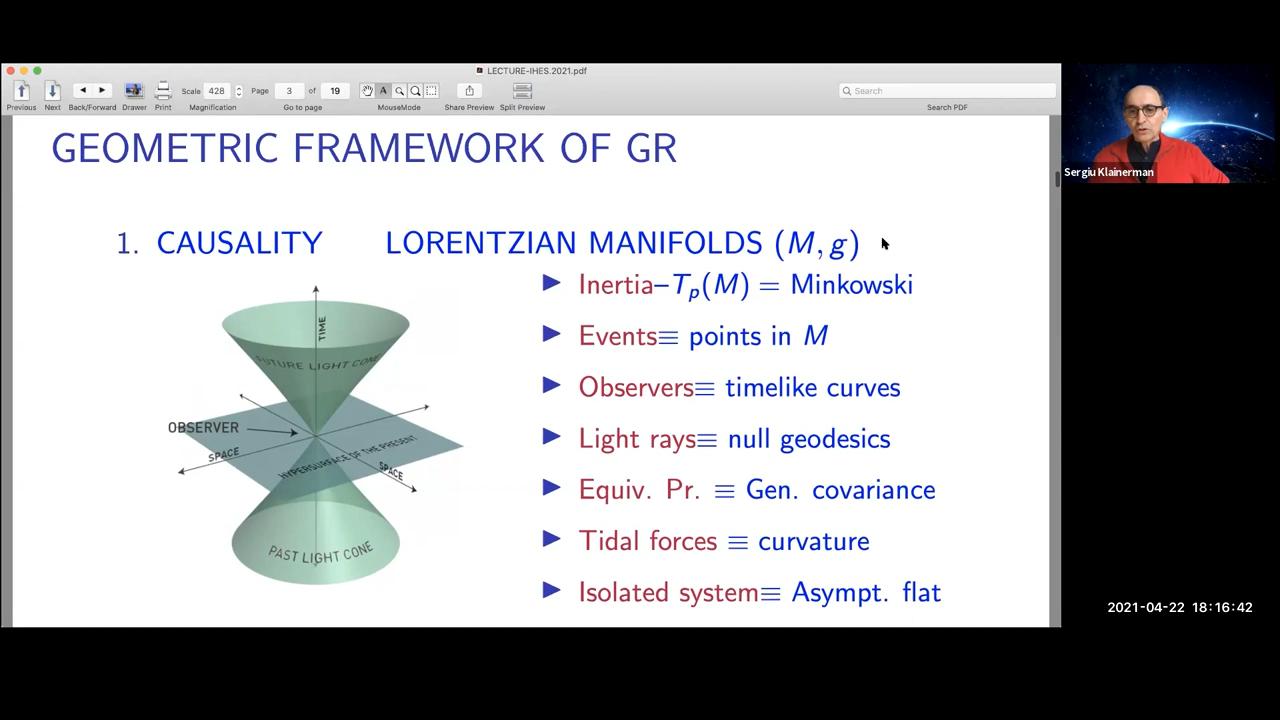 LECTURE-IHES.2021.pdf
Scale 428 Page 3 of 19 Search
Previous Next Back/Forward Drawer Print Magnification Go to page MouseMode Share Preview Split Preview Search PDF
GEOMETRIC FRAMEWORK OF GR
Sergiu Klainerman
1. CAUSALITY LORENTZIAN MANIFOLDS (M, g)
Inertia–Tₚ(M) = Minkowski
Events≡ points in M
Observers≡ timelike curves
Light rays≡ null geodesics
Equiv. Pr. ≡ Gen. covariance
Tidal forces ≡ curvature
Isolated system≡ Asympt. flat
TIME
FUTURE LIGHT CONE
OBSERVER
SPACE
HYPERSURFACE OF THE PRESENT
SPACE
PAST LIGHT CONE
2021-04-22 18:16:42